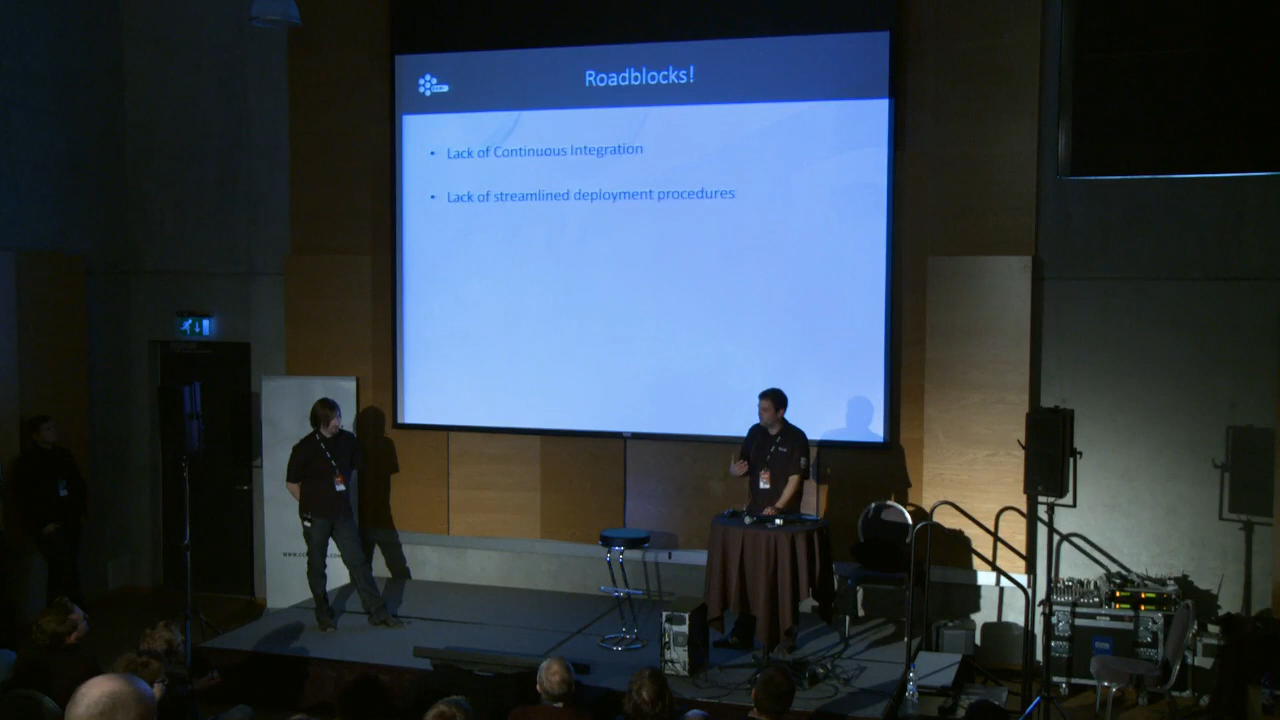 Roadblocks!
• Lack of Continuous Integration
• Lack of streamlined deployment procedures